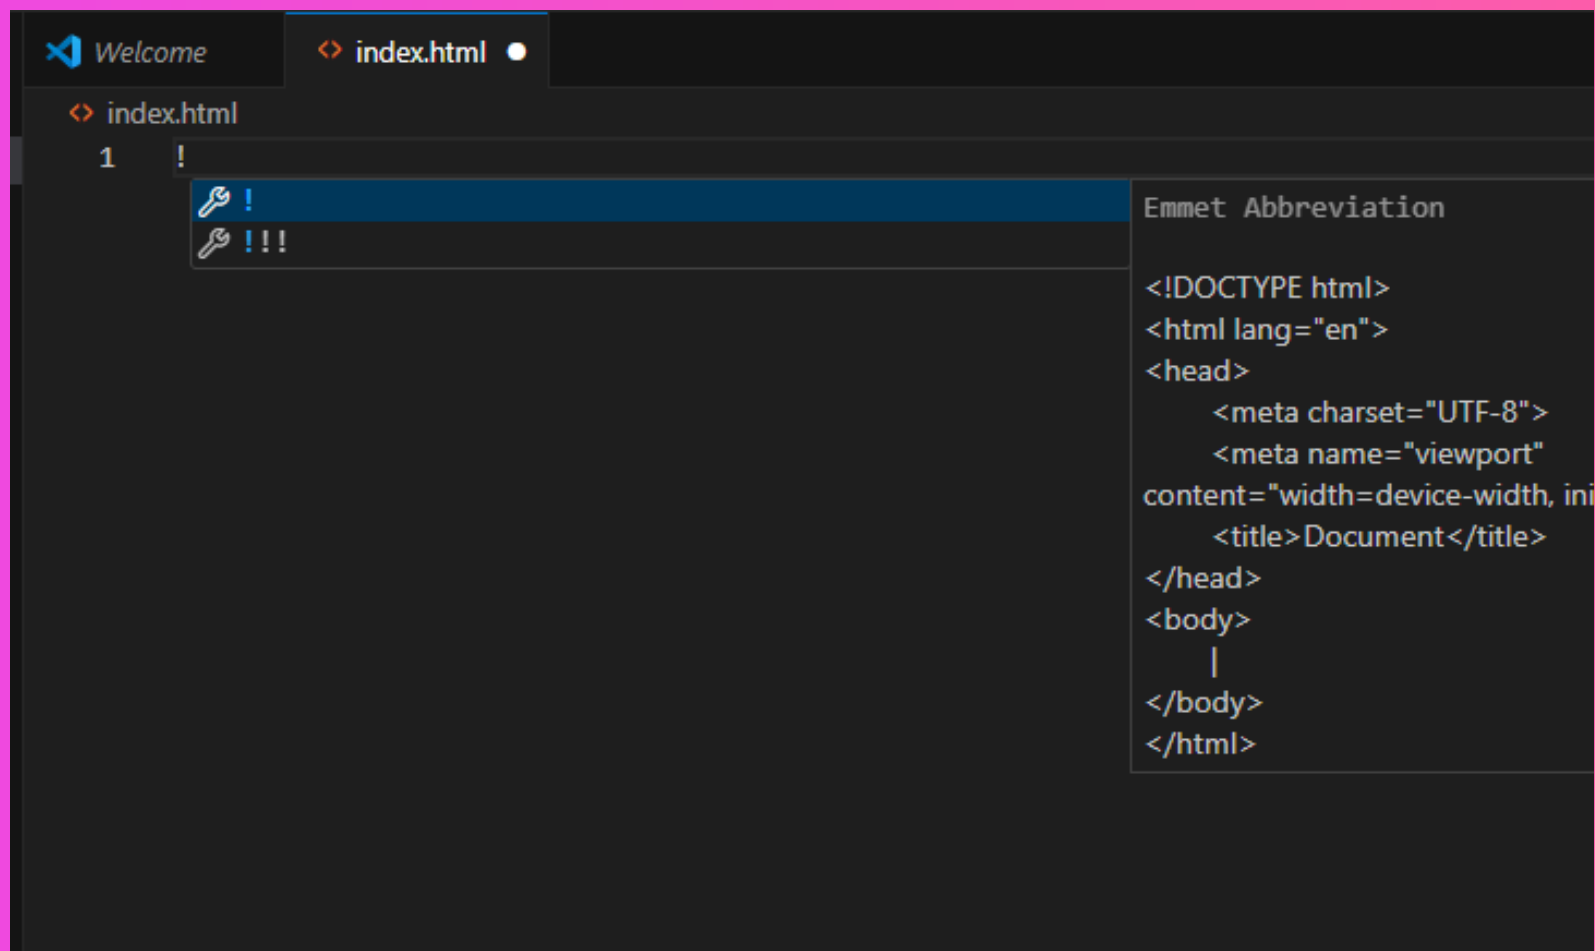 Welcome
index.html
index.html
1 !
!
!!!
Emmet Abbreviation
<!DOCTYPE html>
<html lang="en">
<head>
<meta charset="UTF-8">
<meta name="viewport"
content="width=device-width, ini
<title>Document</title>
</head>
<body>
|
</body>
</html>